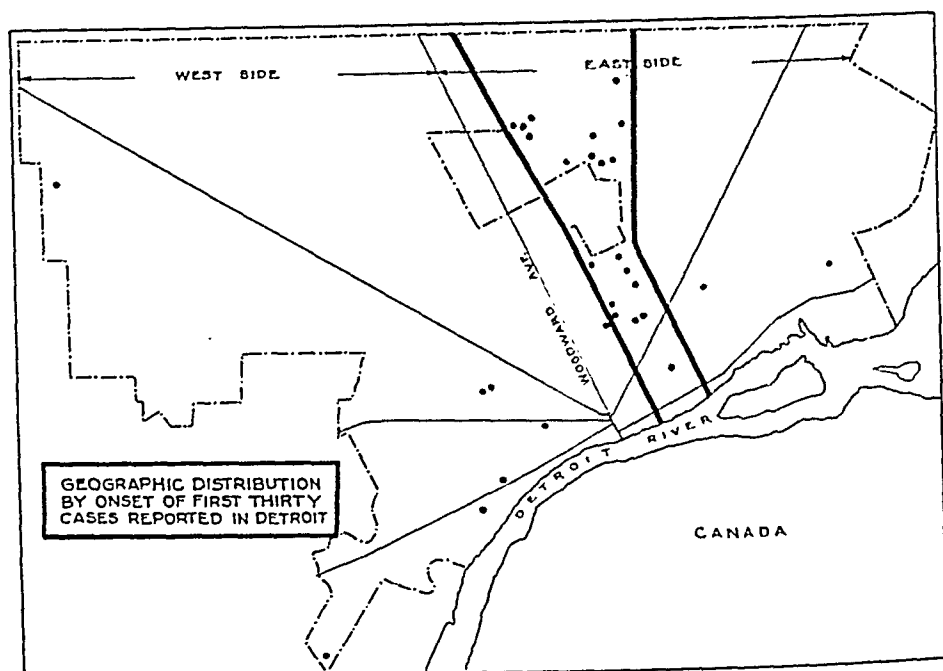 WEST SIDE
EAST SIDE
WOODWARD AVE.
DETROIT RIVER
GEOGRAPHIC DISTRIBUTION
BY ONSET OF FIRST THIRTY
CASES REPORTED IN DETROIT
CANADA